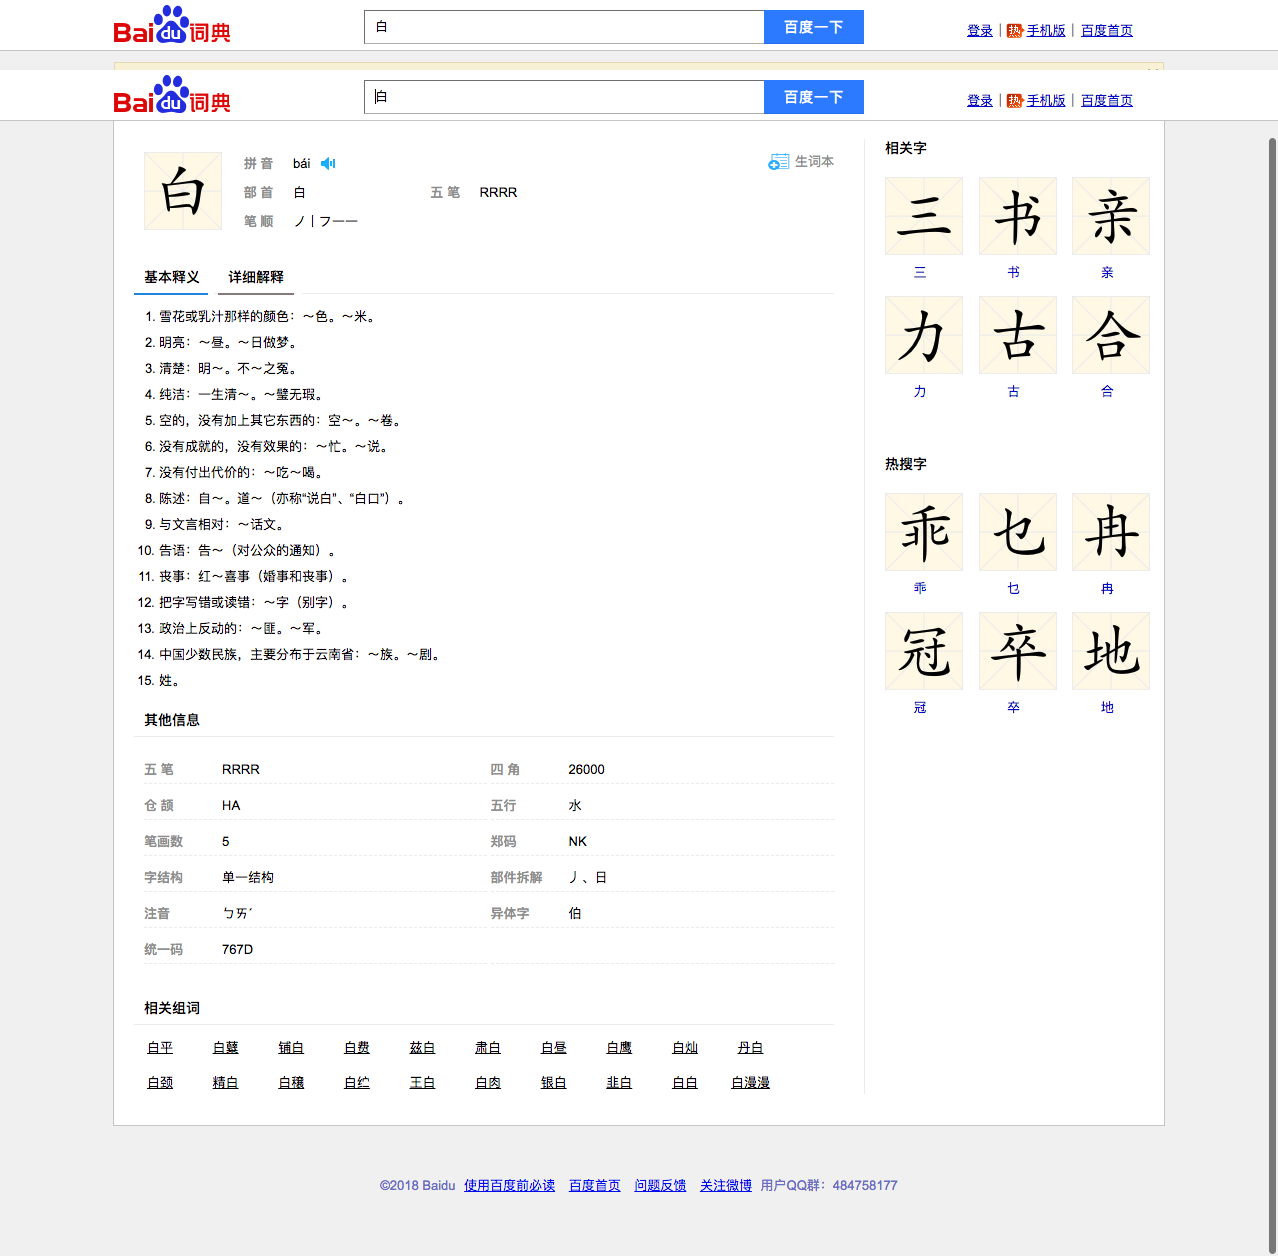 Baidu词典 白 百度一下 登录 | 热 手机版 | 百度首页
Baidu词典 白 百度一下 登录 | 热 手机版 | 百度首页
白
拼 音 bái 生词本
部 首 白 五 笔 RRRR
笔 顺 ノ丨フ一一
基本释义 详细解释
1. 雪花或乳汁那样的颜色：～色。～米。
2. 明亮：～昼。～日做梦。
3. 清楚：明～。不～之冤。
4. 纯洁：一生清～。～璧无瑕。
5. 空的，没有加上其它东西的：空～。～卷。
6. 没有成就的，没有效果的：～忙。～说。
7. 没有付出代价的：～吃～喝。
8. 陈述：自～。道～（亦称“说白”、“白口”）。
9. 与文言相对：～话文。
10. 告语：告～（对公众的通知）。
11. 丧事：红～喜事（婚事和丧事）。
12. 把字写错或读错：～字（别字）。
13. 政治上反动的：～匪。～军。
14. 中国少数民族，主要分布于云南省：～族。～剧。
15. 姓。
其他信息
五 笔 RRRR 四 角 26000
仓 颉 HA 五行 水
笔画数 5 郑码 NK
字结构 单一结构 部件拆解 丿、日
注音 ㄅㄞˊ 异体字 伯
统一码 767D
相关组词
白平 白蘖 铺白 白费 兹白 肃白 白昼 白鹰 白灿 丹白
白颈 精白 白穰 白纻 王白 白肉 银白 韭白 白白 白漫漫
相关字
三 书 亲
三 书 亲
力 古 合
力 古 合
热搜字
乖 乜 冉
乖 乜 冉
冠 卒 地
冠 卒 地
©2018 Baidu 使用百度前必读 百度首页 问题反馈 关注微博 用户QQ群：484758177